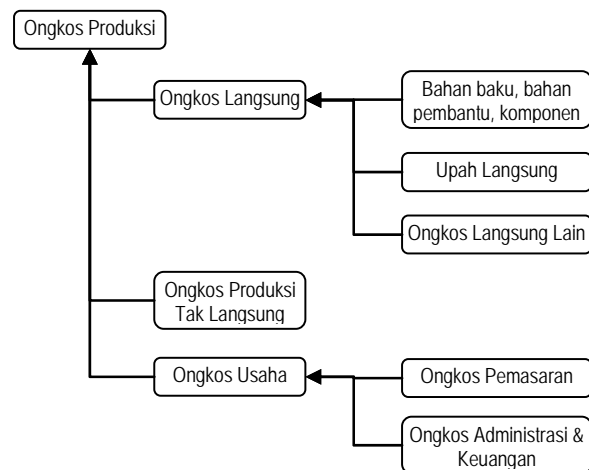 Ongkos Produksi
Ongkos Langsung
Bahan baku, bahan
pembantu, komponen
Upah Langsung
Ongkos Langsung Lain
Ongkos Produksi
Tak Langsung
Ongkos Usaha
Ongkos Pemasaran
Ongkos Administrasi &
Keuangan